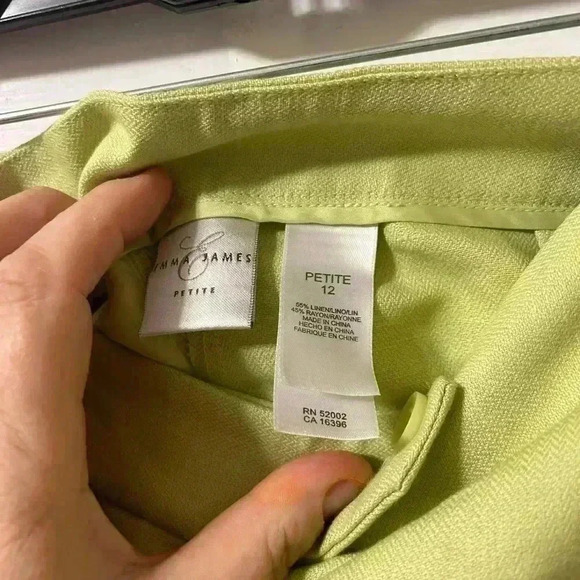 EMMA JAMES
PETITE
PETITE
12
55% LINEN/LINO/LIN
45% RAYON/RAYONNE
MADE IN CHINA
HECHO EN CHINA
FABRIQUE EN CHINE
RN 52002
CA 16396